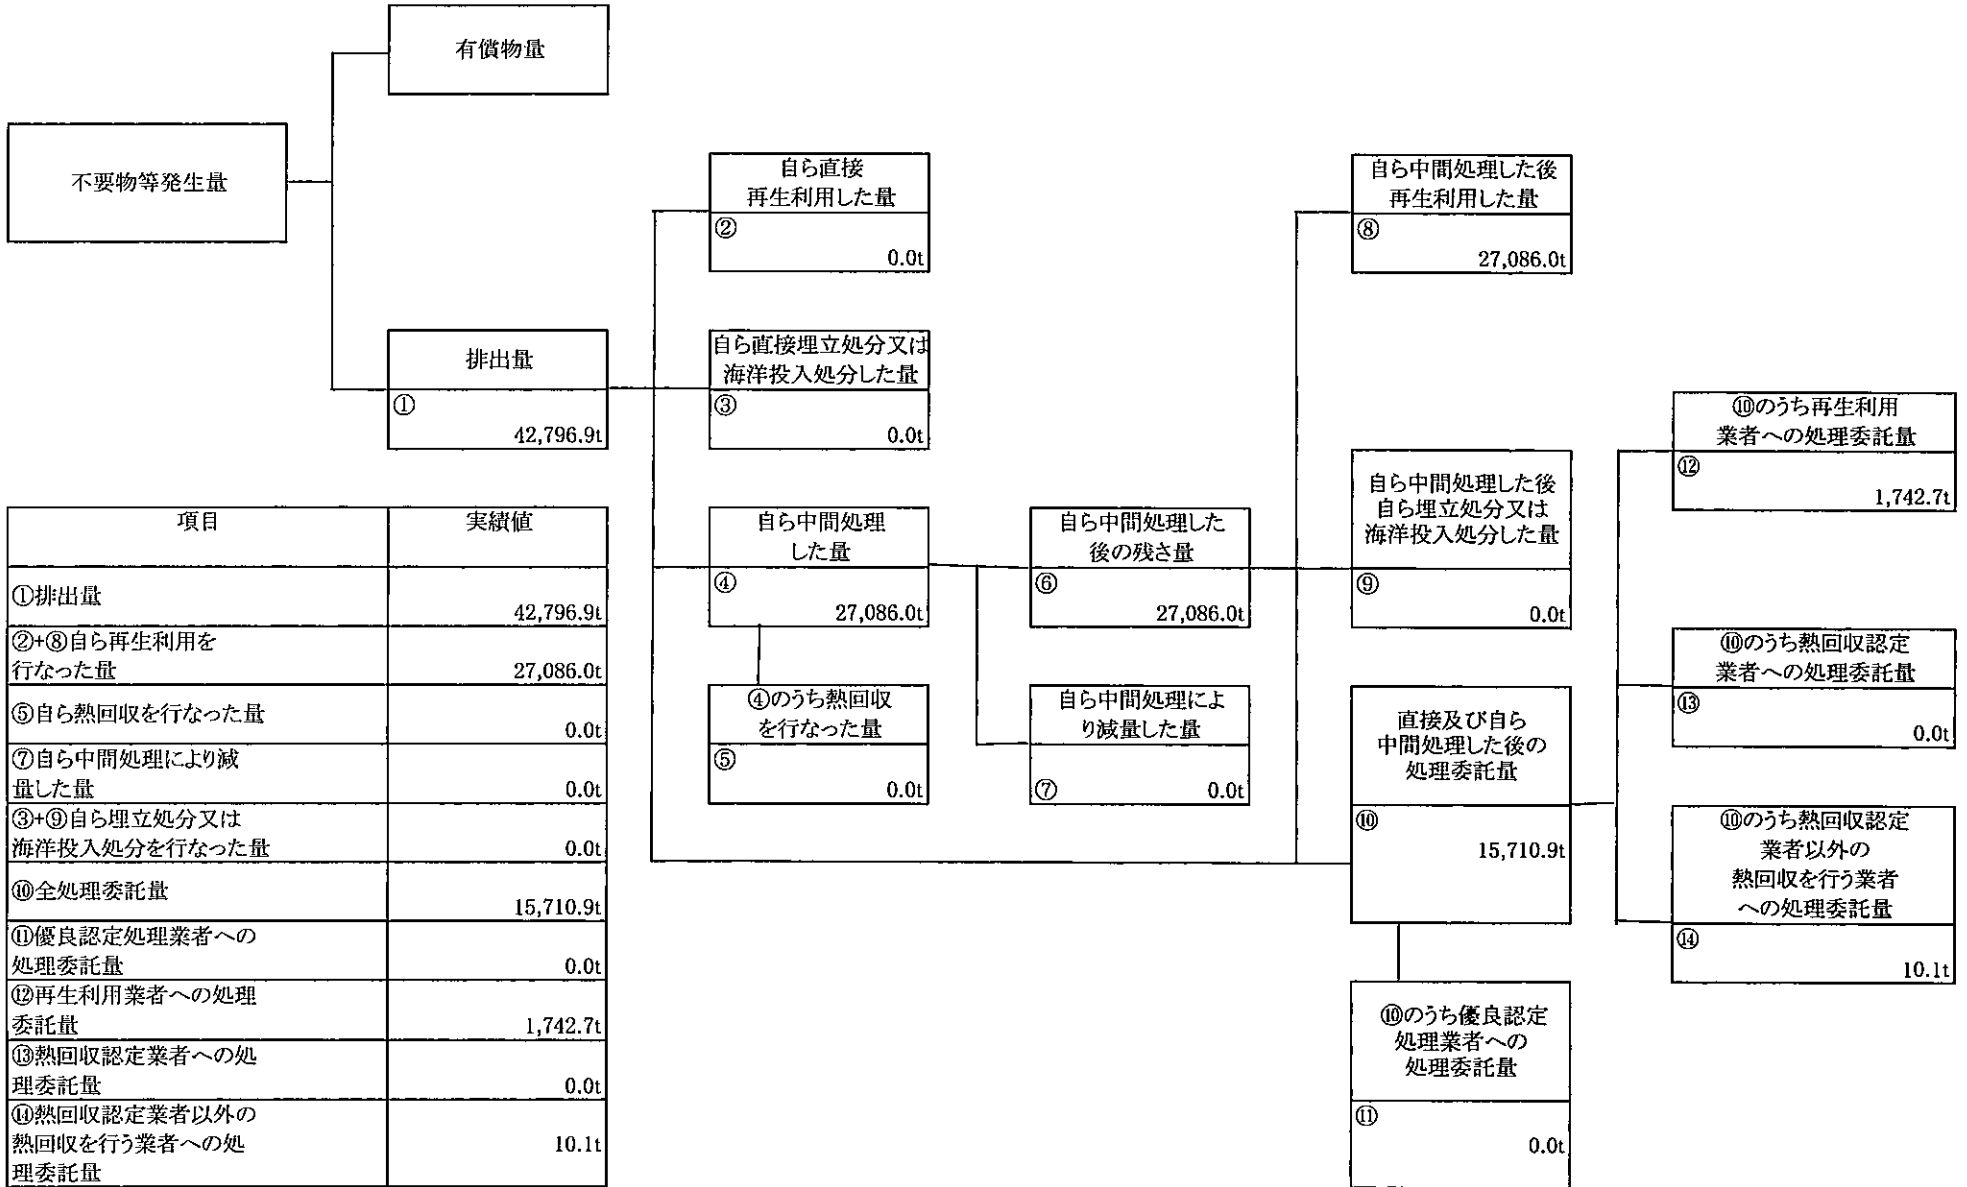 有償物量
不要物等発生量
排出量
①
42,796.9t
自ら直接
再生利用した量
②
0.0t
自ら直接埋立処分又は
海洋投入処分した量
③
0.0t
自ら中間処理
した量
④
27,086.0t
④のうち熱回収
を行なった量
⑤
0.0t
自ら中間処理した
後の残さ量
⑥
27,086.0t
自ら中間処理によ
り減量した量
⑦
0.0t
自ら中間処理した後
再生利用した量
⑧
27,086.0t
自ら中間処理した後
自ら埋立処分又は
海洋投入処分した量
⑨
0.0t
直接及び自ら
中間処理した後の
処理委託量
⑩
15,710.9t
⑩のうち優良認定
処理業者への
処理委託量
⑪
0.0t
⑩のうち再生利用
業者への処理委託量
⑫
1,742.7t
⑩のうち熱回収認定
業者への処理委託量
⑬
0.0t
⑩のうち熱回収認定
業者以外の
熱回収を行う業者
への処理委託量
⑭
10.1t
項目 実績値
①排出量
42,796.9t
②+⑧自ら再生利用を
行なった量 27,086.0t
⑤自ら熱回収を行なった量
0.0t
⑦自ら中間処理により減
量した量 0.0t
③+⑨自ら埋立処分又は
海洋投入処分を行なった量 0.0t
⑩全処理委託量
15,710.9t
⑪優良認定処理業者への
処理委託量 0.0t
⑫再生利用業者への処理
委託量 1,742.7t
⑬熱回収認定業者への処
理委託量 0.0t
⑭熱回収認定業者以外の
熱回収を行う業者への処 10.1t
理委託量